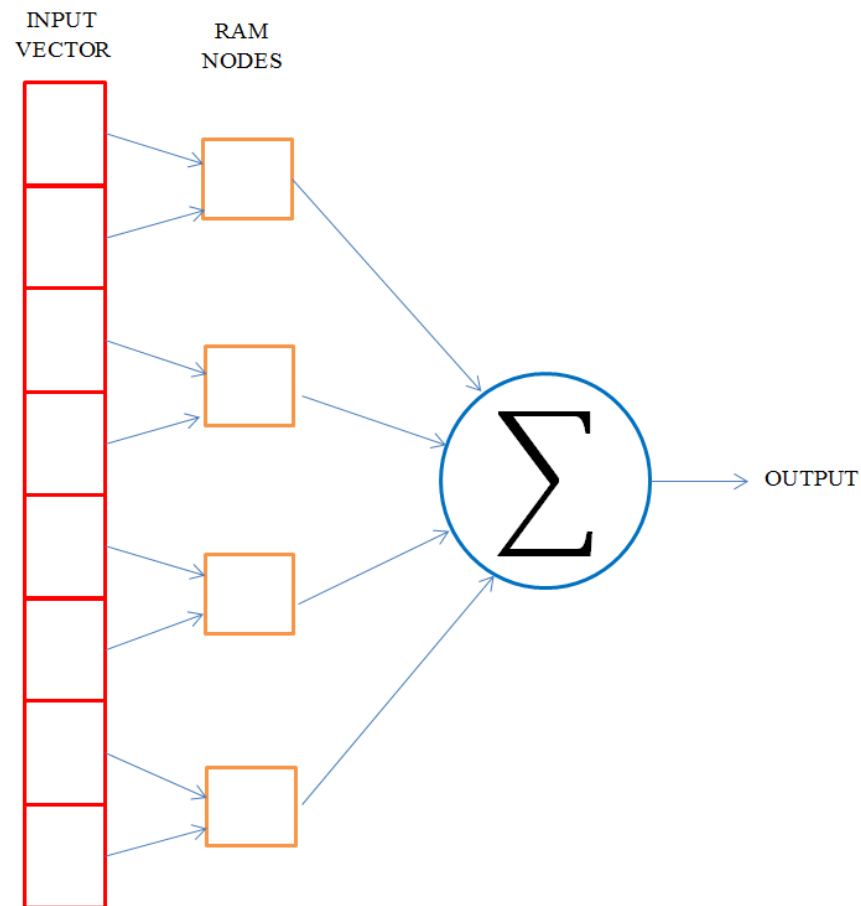 INPUT
VECTOR
RAM
NODES
∑
OUTPUT